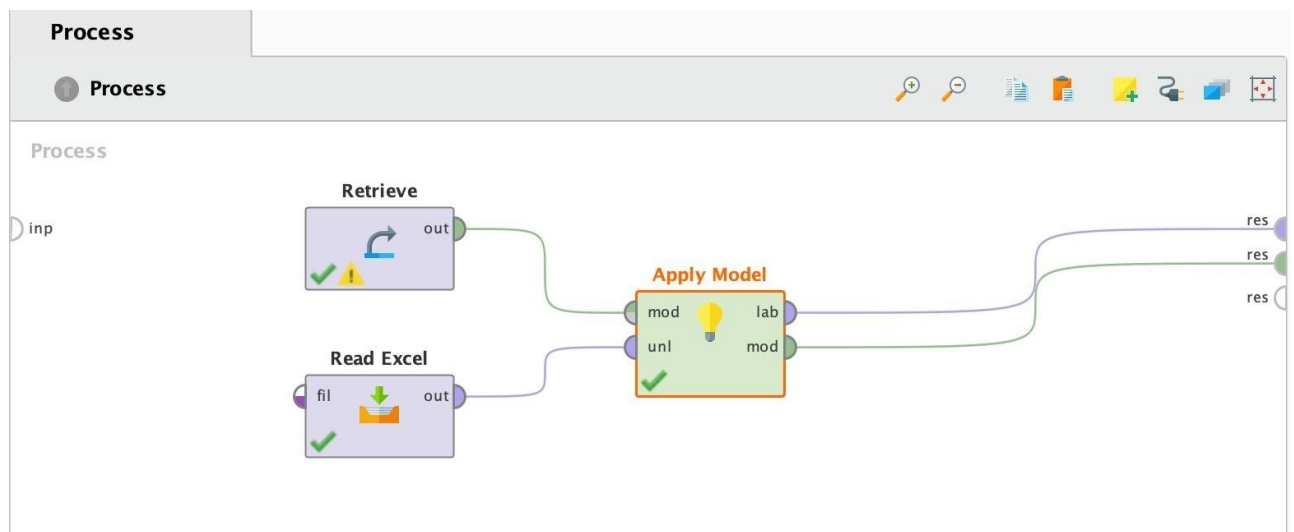 Process
Process
Process
inp
Retrieve
out
res
res
res
Apply Model
mod
lab
unl
mod
Read Excel
fil
out